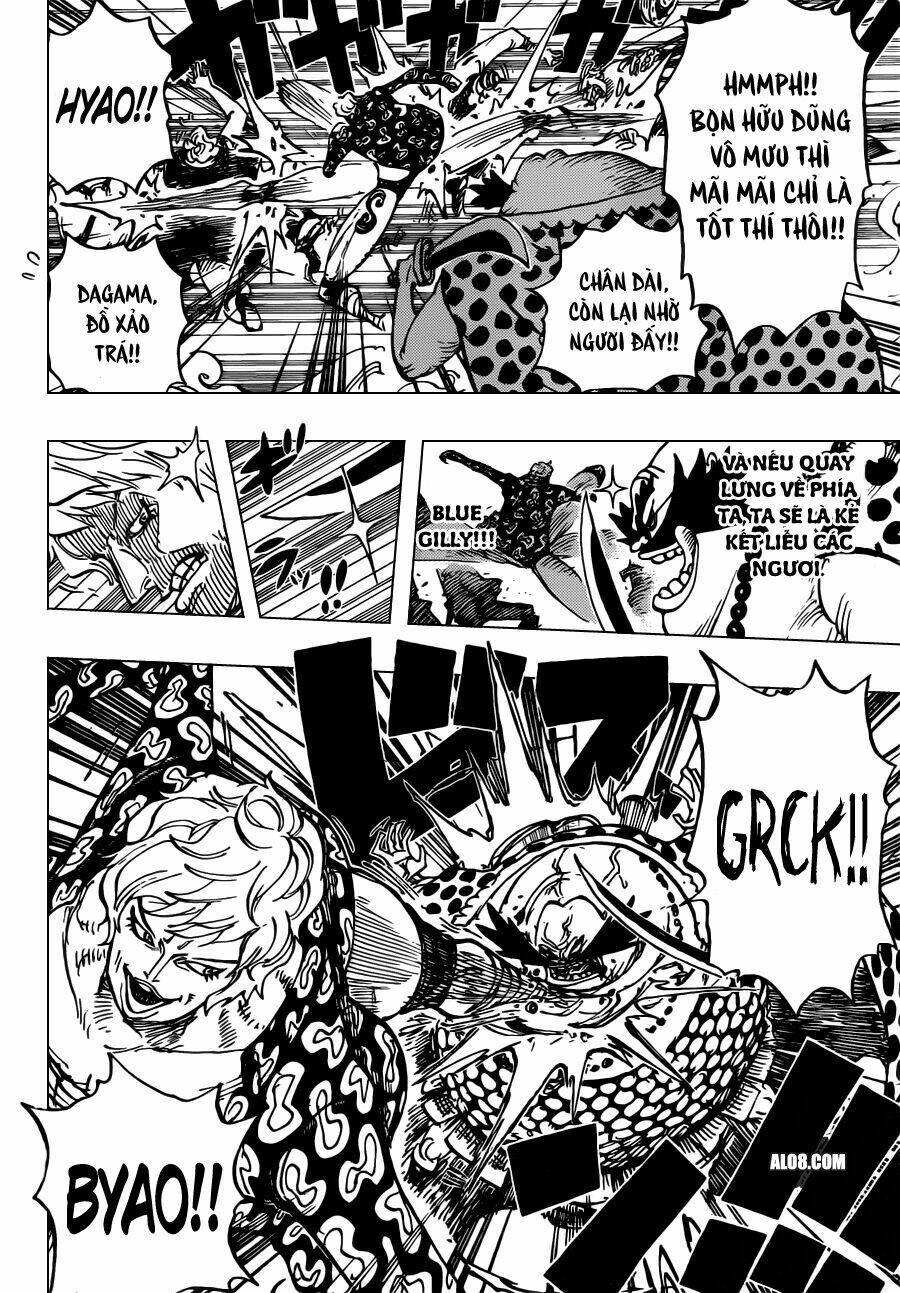 HMMPH!!
BỌN HỮU DŨNG
VÔ MƯU THÌ
MÃI MÃI CHỈ LÀ
TỐT THÍ THÔI!!
HYAO!!
CHÂN DÀI,
CÒN LẠI NHỜ
NGƯỜI ĐẤY!!
DAGAMA,
ĐỒ XẢO
TRÁ!!
VÀ NẾU QUAY
LƯNG VỀ PHÍA
TA, TA SẼ LÀ KẺ
KẾT LIỄU CÁC
NGƯƠI.
BLUE
GILLY!!!
GRCK!!
BYAO!!
ALO8.COM